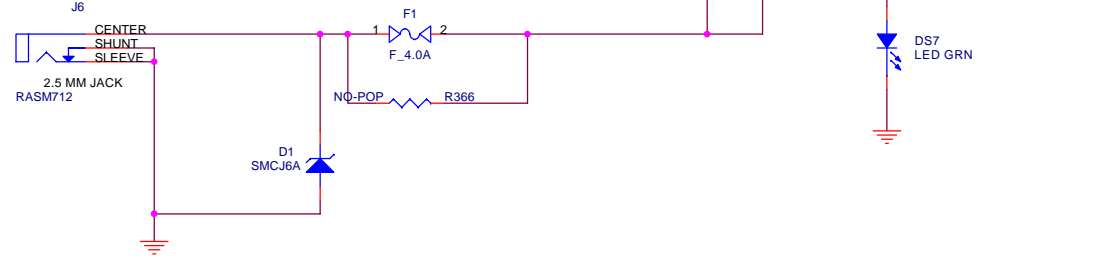 J6
CENTER
SHUNT
SLEEVE
2.5 MM JACK
RASM712
F1
1
2
F_4.0A
NO-POP
R366
D1
SMCJ6A
DS7
LED GRN